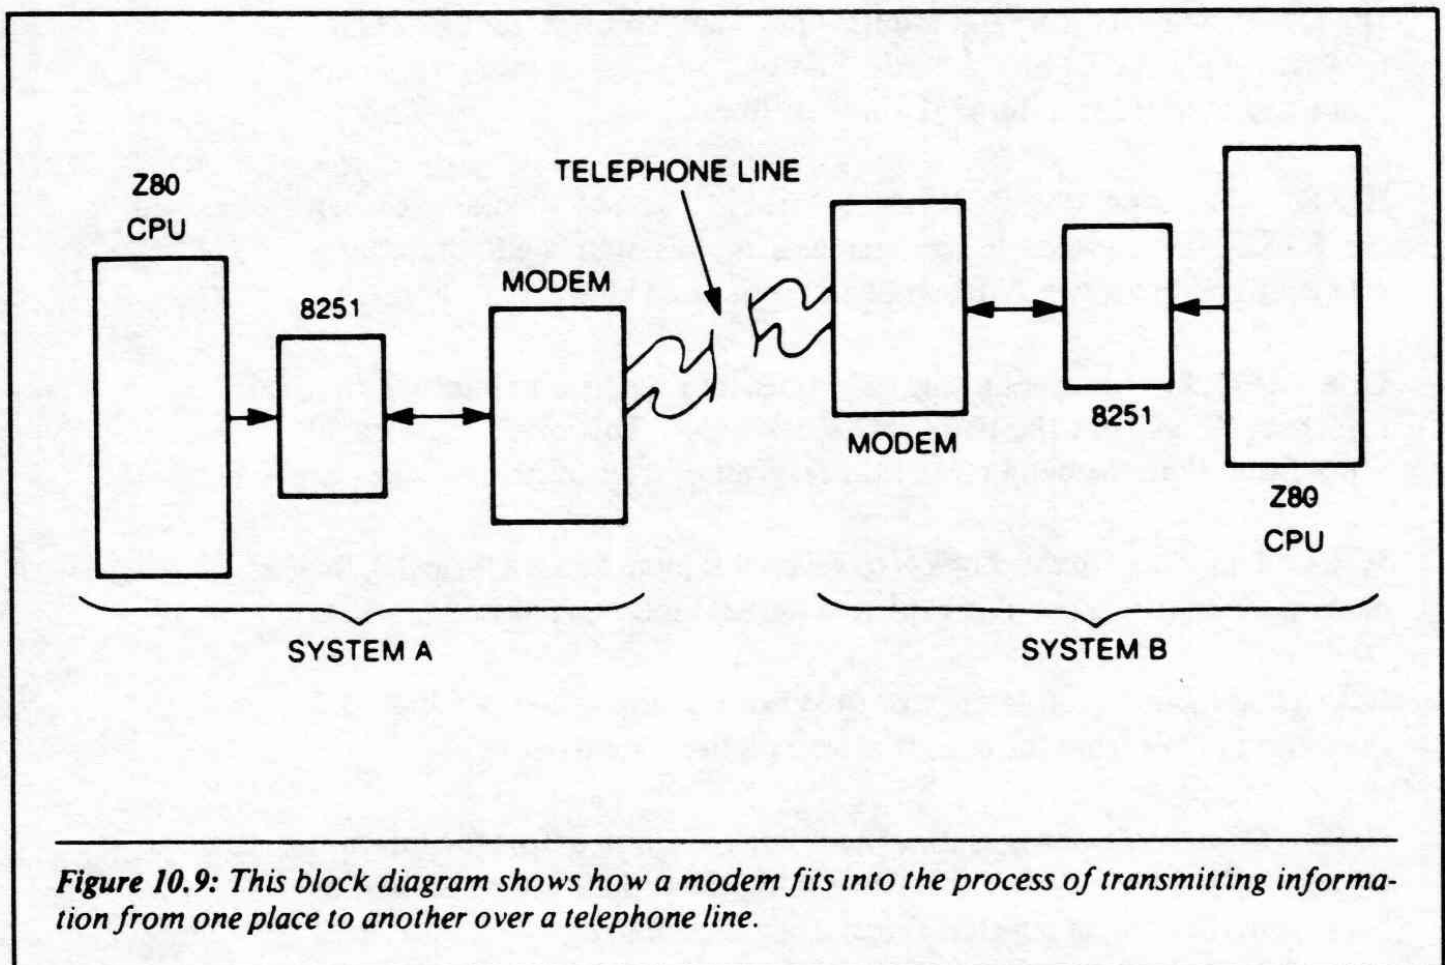 TELEPHONE LINE
Z80
CPU
8251
MODEM
MODEM
8251
Z80
CPU
SYSTEM A
SYSTEM B
Figure 10.9: This block diagram shows how a modem fits into the process of transmitting informa-
tion from one place to another over a telephone line.